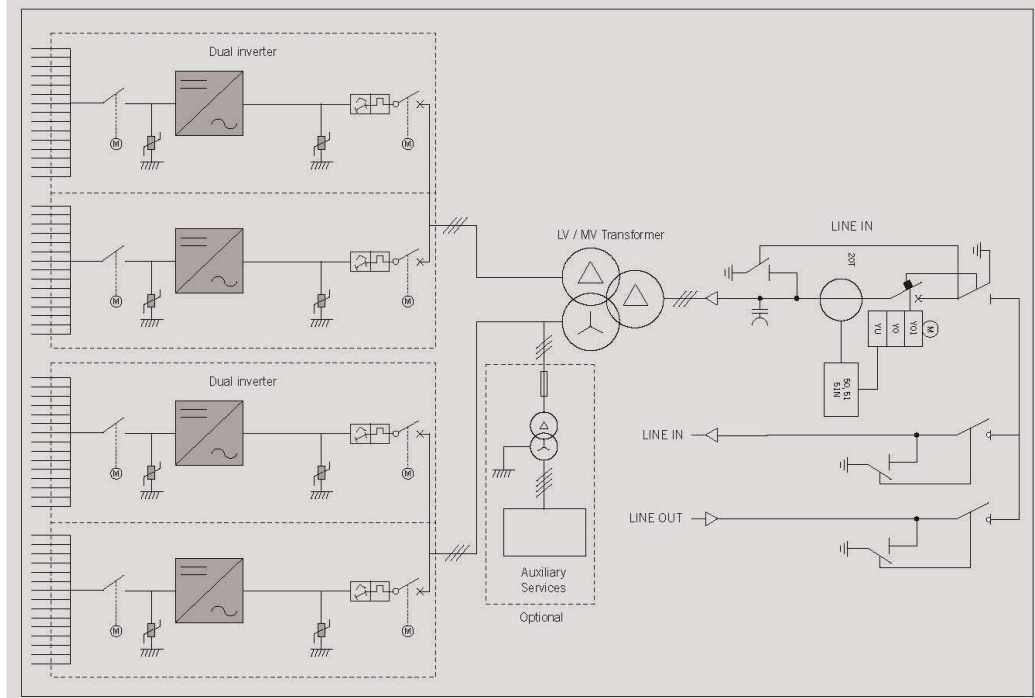 Dual inverter
M
M
M
M
Dual inverter
M
M
M
M
LV / MV Transformer
LINE IN
20T
YU
YO
YO1
M
50, 51
51N
LINE IN
LINE OUT
Auxiliary
Services
Optional